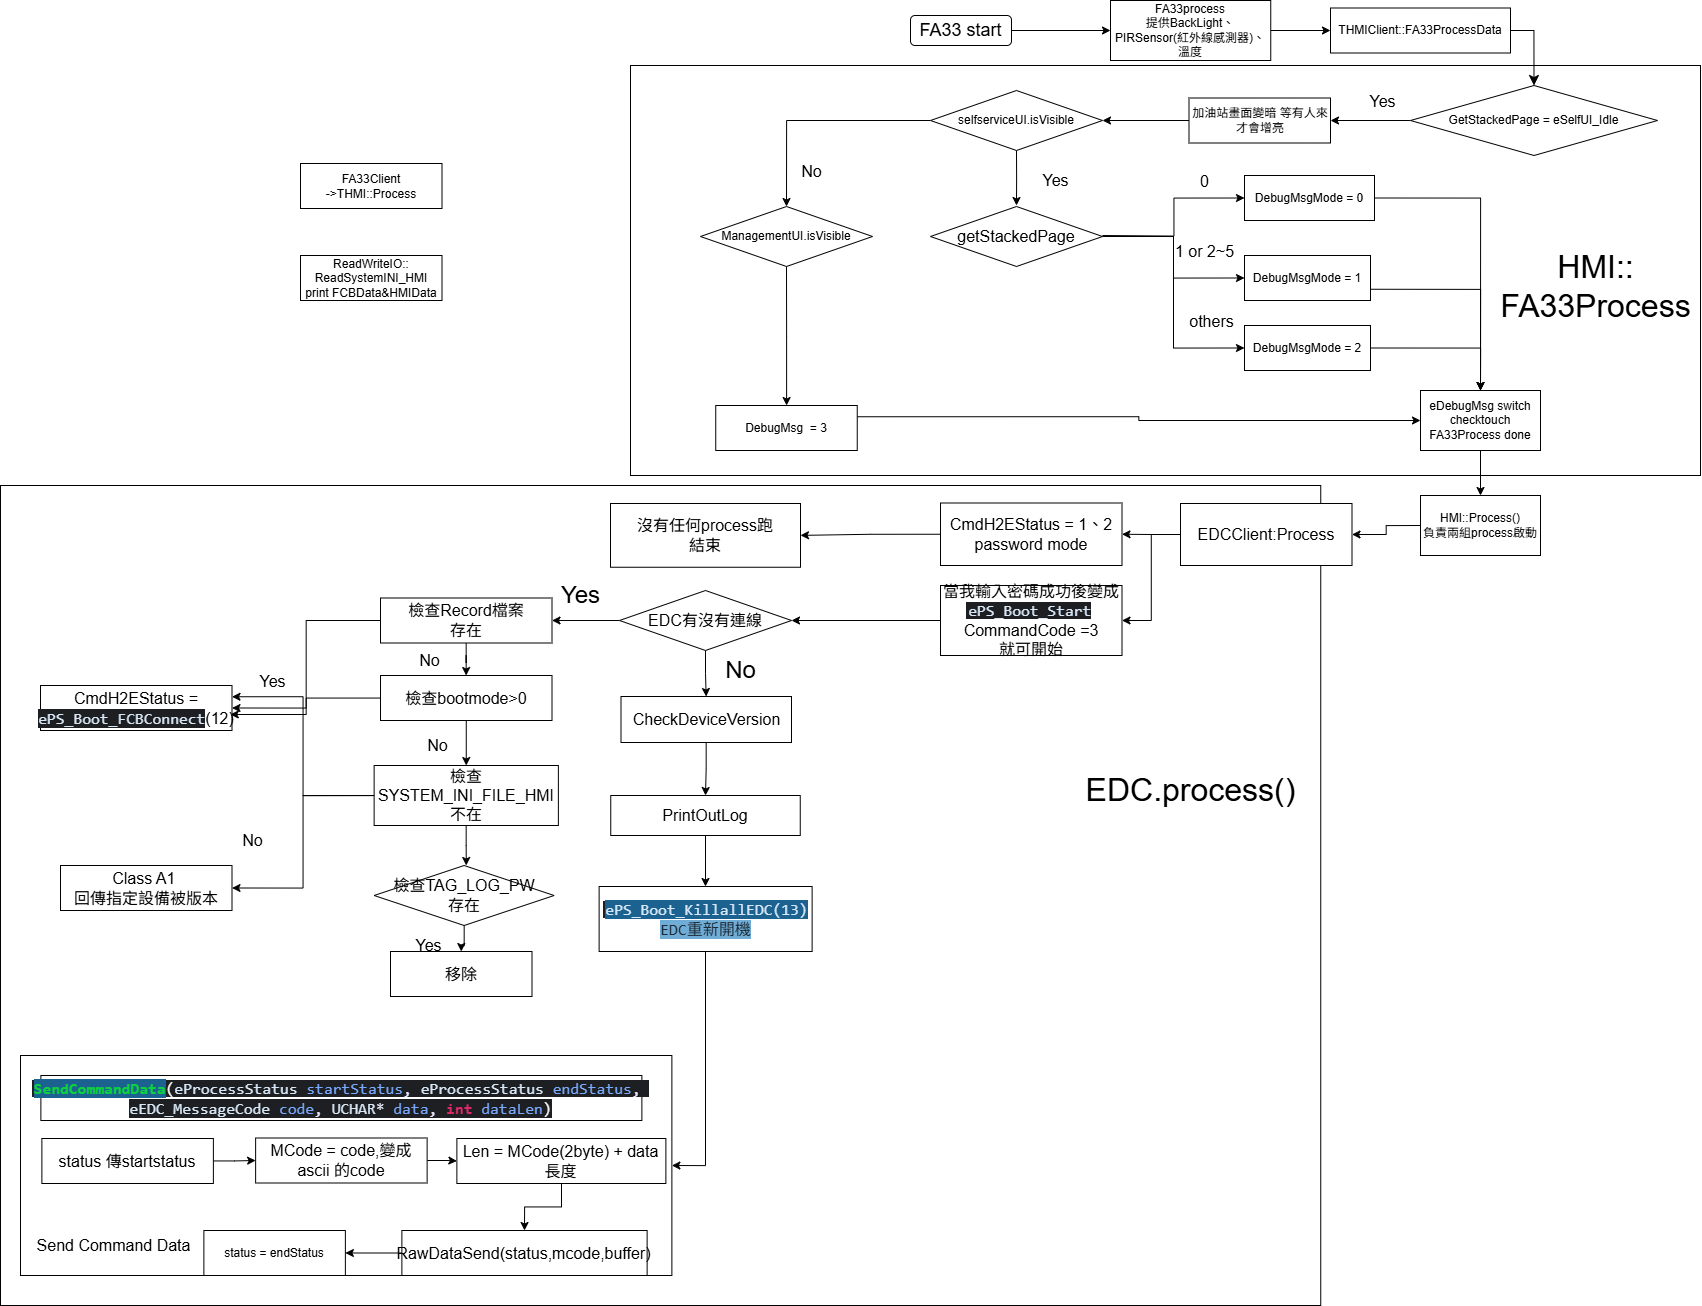 FA33 start
FA33process
提供BackLight、
PIRSensor(紅外線感測器)、
溫度
THMIClient::FA33ProcessData
GetStackedPage = eSelfUI_Idle
Yes
加油站畫面變暗 等有人來
才會增亮
selfserviceUI.isVisible
No
Yes
ManagementUI.isVisible
getStackedPage
0
DebugMsgMode = 0
1 or 2~5
DebugMsgMode = 1
others
DebugMsgMode = 2
HMI::
FA33Process
FA33Client
->THMI::Process
ReadWriteIO::
ReadSystemINI_HMI
print FCBData&HMIData
DebugMsg  = 3
eDebugMsg switch
checktouch
FA33Process done
HMI::Process()
負責兩組process啟動
EDCClient:Process
CmdH2EStatus = 1、2
password mode
沒有任何process跑
結束
當我輸入密碼成功後變成
ePS_Boot_Start
CommandCode =3
就可開始
EDC有沒有連線
Yes
No
檢查Record檔案
存在
No
檢查bootmode>0
Yes
CmdH2EStatus =
ePS_Boot_FCBConnect(12)
No
檢查
SYSTEM_INI_FILE_HMI
不在
No
Class A1
回傳指定設備被版本
檢查TAG_LOG_PW
存在
Yes
移除
CheckDeviceVersion
PrintOutLog
ePS_Boot_KillallEDC(13)
EDC重新開機
EDC.process()
SendCommandData(eProcessStatus startStatus, eProcessStatus endStatus,
eEDC_MessageCode code, UCHAR* data, int dataLen)
status 傳startstatus
MCode = code,變成
ascii 的code
Len = MCode(2byte) + data
長度
Send Command Data
status = endStatus
RawDataSend(status,mcode,buffer)